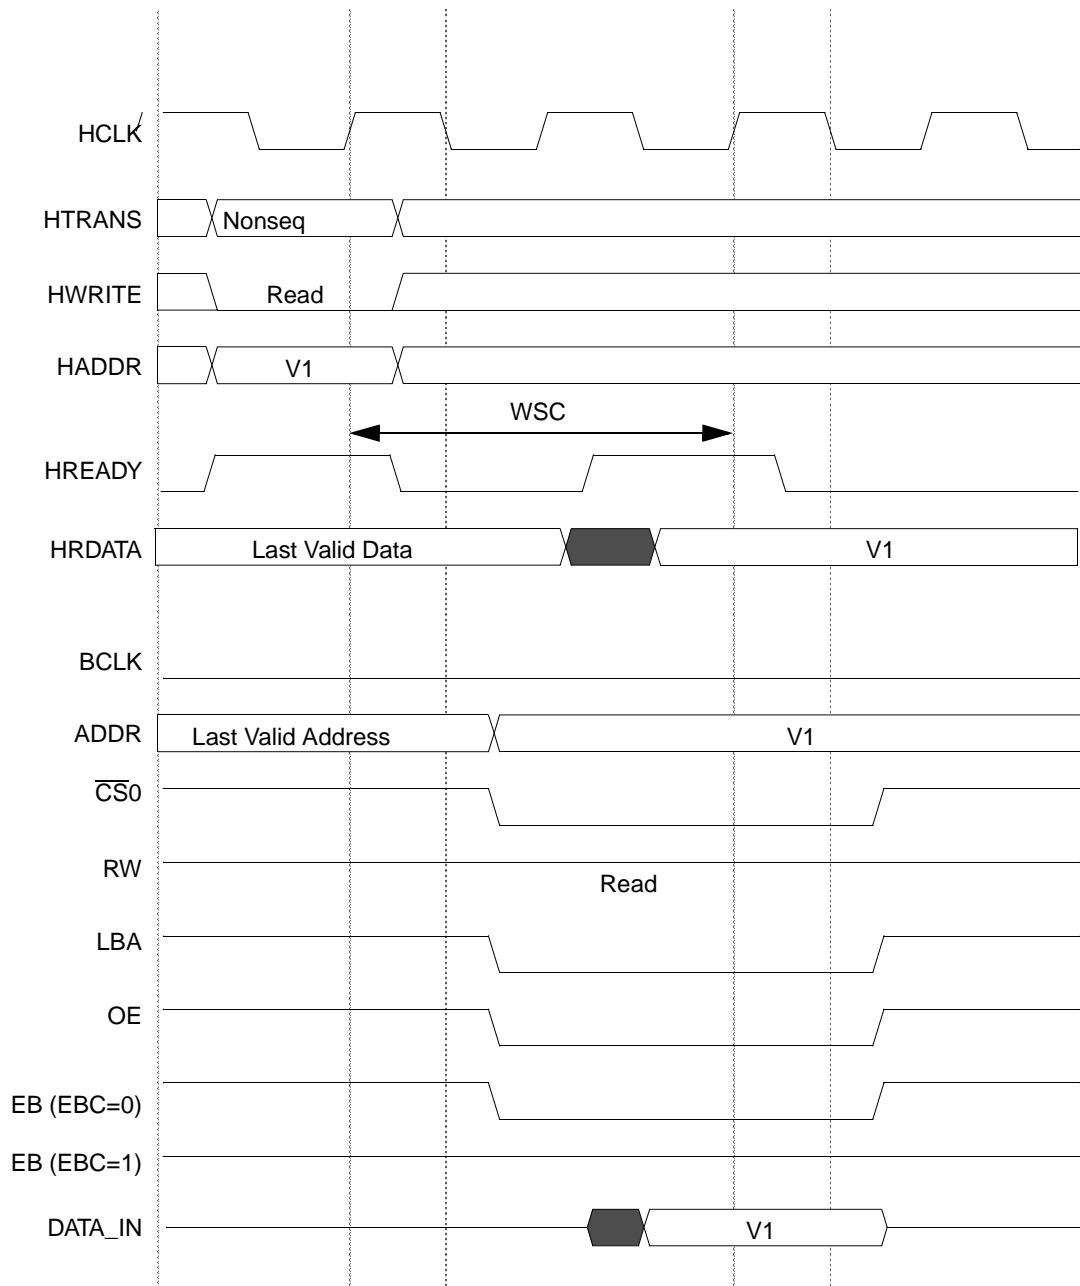 HCLK
HTRANS Nonseq
HWRITE Read
HADDR V1
WSC
HREADY
HRDATA Last Valid Data V1
BCLK
ADDR Last Valid Address V1
C̅S̅0
RW
Read
LBA
OE
EB (EBC=0)
EB (EBC=1)
DATA_IN V1